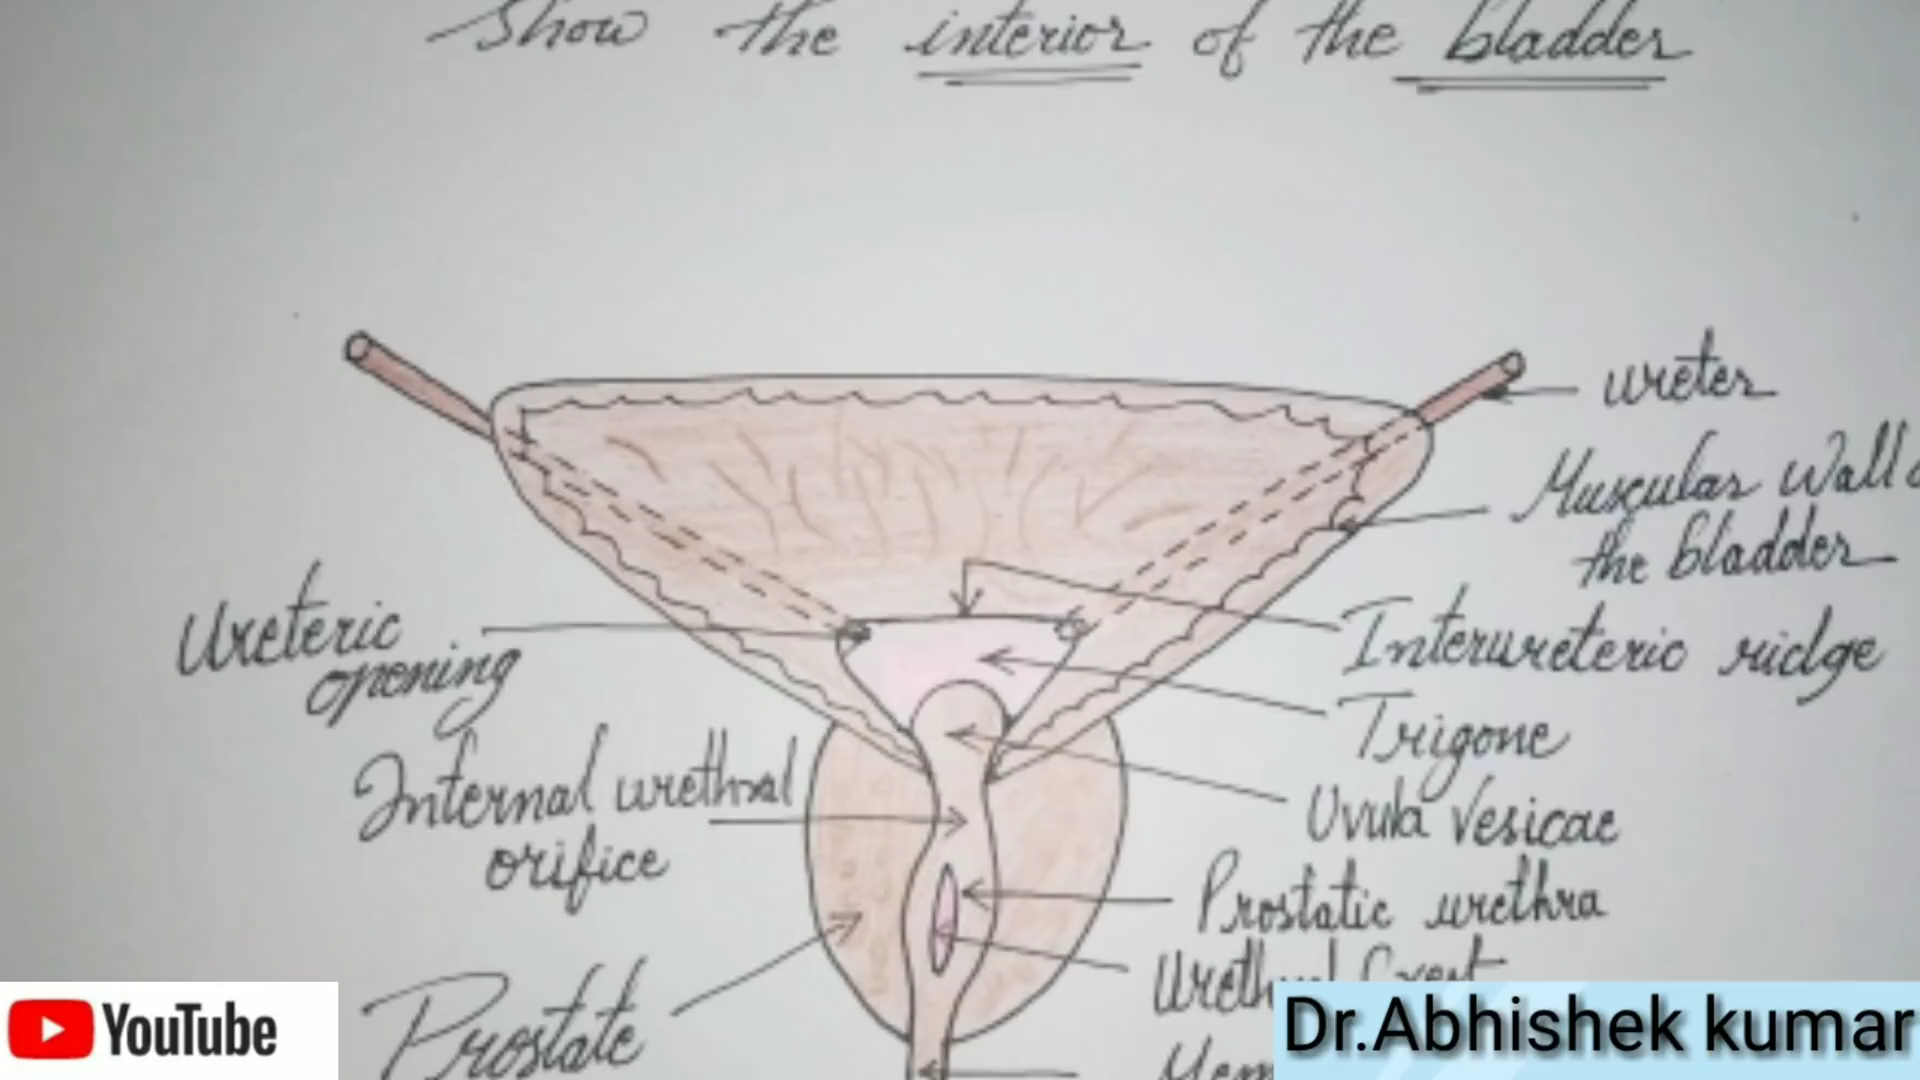 Show the interior of the bladder
ureter
Muscular Wall
the bladder
Ureteric
opening
Interureteric ridge
Trigone
Internal urethral
orifice
Uvula Vesicae
Prostatic urethra
Prostate
YouTube
Dr.Abhishek kumar